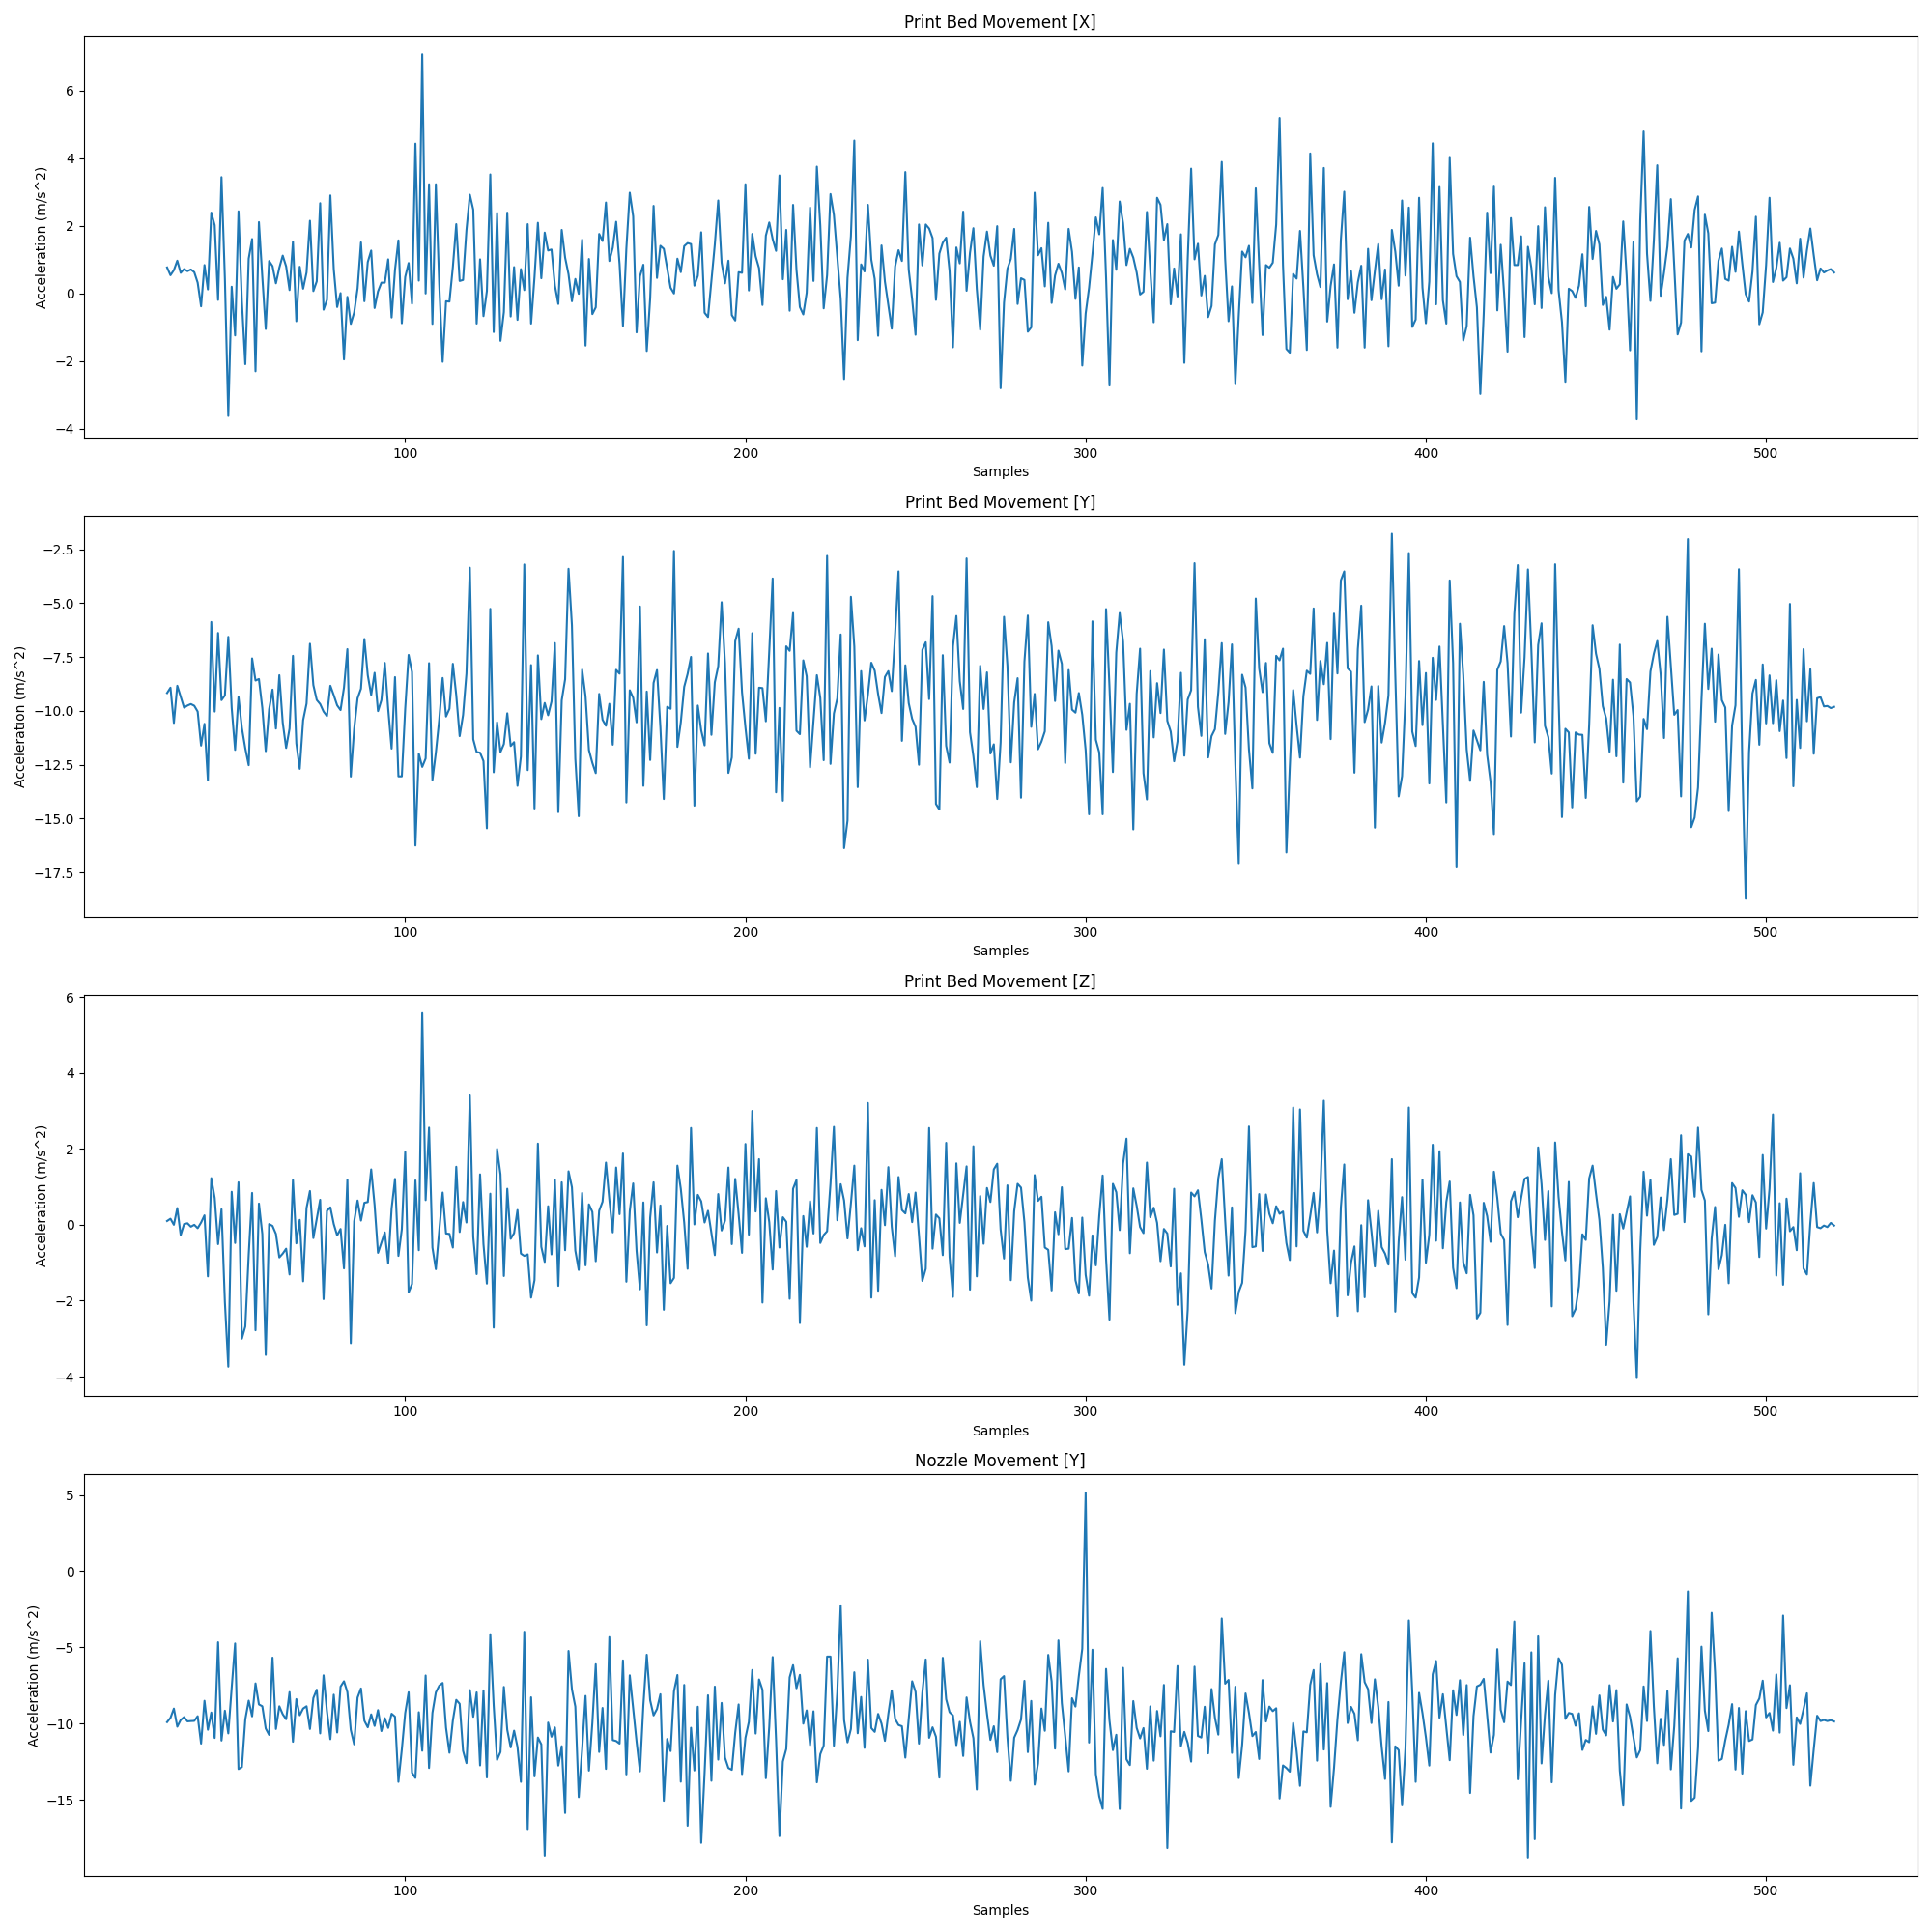 Print Bed Movement [X]
Acceleration (m/s^2)
6
4
2
0
−2
−4
100 200 300 400 500
Samples
Print Bed Movement [Y]
Acceleration (m/s^2)
−2.5
−5.0
−7.5
−10.0
−12.5
−15.0
−17.5
100 200 300 400 500
Samples
Print Bed Movement [Z]
Acceleration (m/s^2)
6
4
2
0
−2
−4
100 200 300 400 500
Samples
Nozzle Movement [Y]
Acceleration (m/s^2)
5
0
−5
−10
−15
100 200 300 400 500
Samples